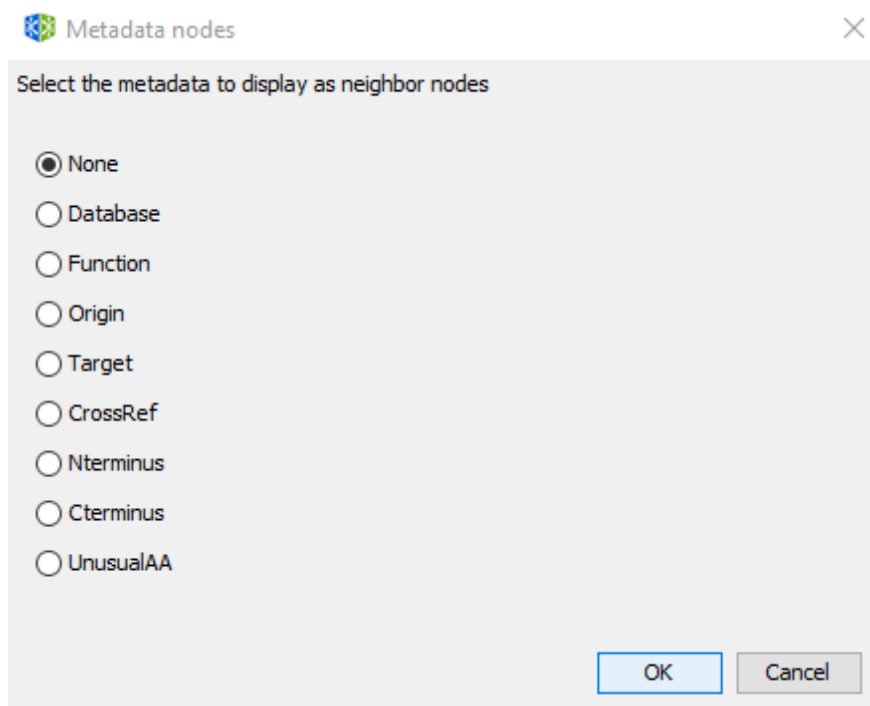 Metadata nodes
Select the metadata to display as neighbor nodes
None
Database
Function
Origin
Target
CrossRef
Nterminus
Cterminus
UnusualAA
OK Cancel